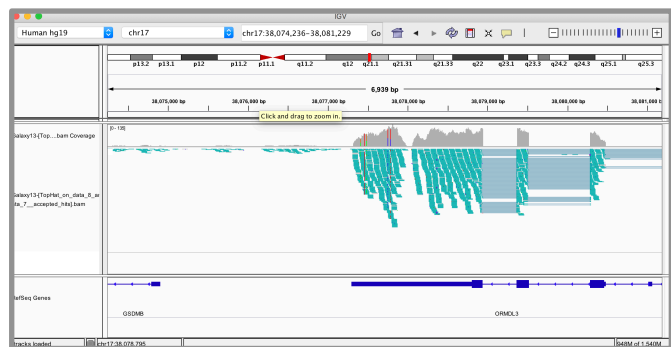 IGV
Human hg19 chr17 chr17:38,074,236-38,081,229 Go
p13.2 p13.1 p12 p11.2 p11.1 q11.2 q12 q21.1 q21.31 q21.33 q22 q23.1 q23.3 q24.2 q24.3 q25.1 q25.3
6,939 bp
38,075,000 bp 38,076,000 bp 38,077,000 bp 38,078,000 bp 38,079,000 bp 38,080,000 bp 38,081,000 b
Click and drag to zoom in.
[0 - 135]
alaxy13-[Top....bam Coverage
alaxy13-[TopHat_on_data_8_w
ta_7__accepted_hits].bam
efSeq Genes
GSDMB ORMDL3
tracks loaded chr17:38,078,795 948M of 1,540M